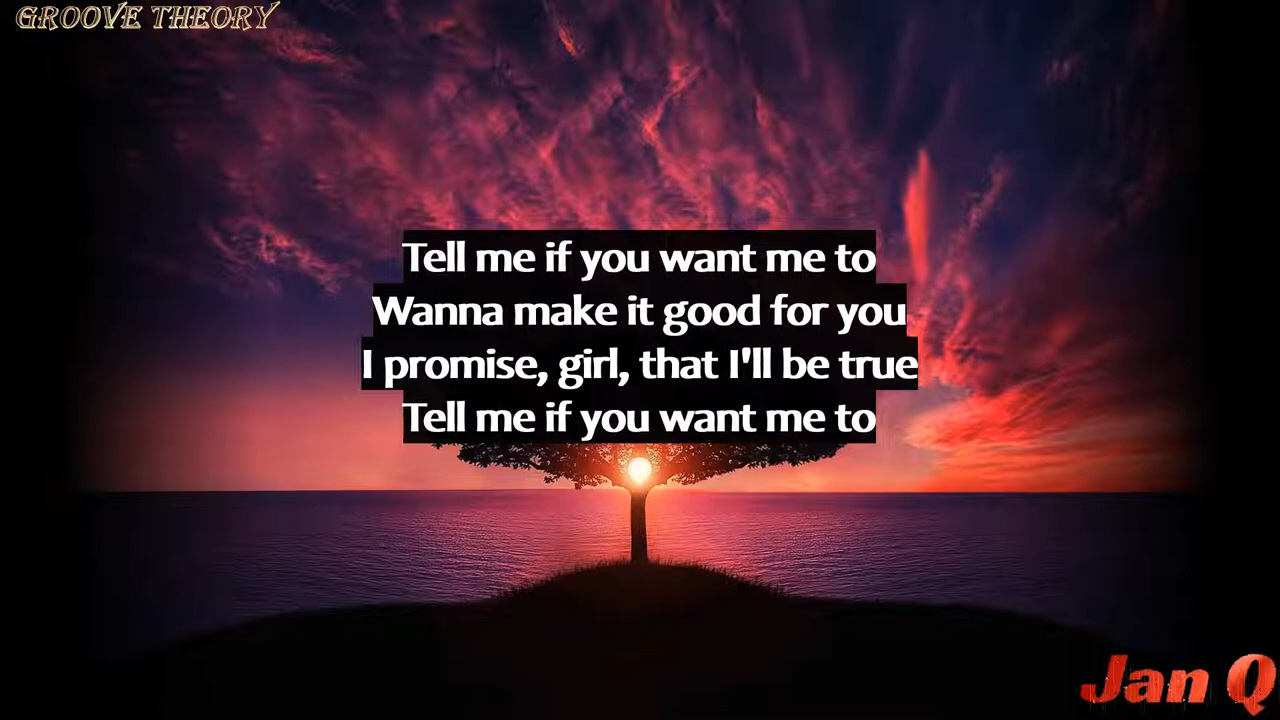 GROOVE THEORY
Tell me if you want me to
Wanna make it good for you
I promise, girl, that I'll be true
Tell me if you want me to
Jan Q